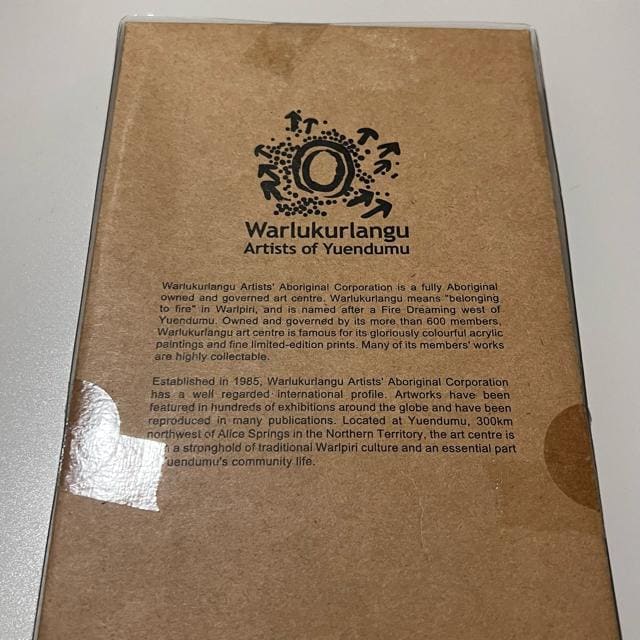 Warlukurlangu
Artists of Yuendumu
Warlukurlangu Artists' Aboriginal Corporation is a fully Aboriginal
owned and governed art centre. Warlukurlangu means "belonging
to fire" in Warlpiri, and is named after a Fire Dreaming west of
Yuendumu. Owned and governed by its more than 600 members,
Warlukurlangu art centre is famous for its gloriously colourful acrylic
paintings and fine limited-edition prints. Many of its members' works
are highly collectable.
Established in 1985, Warlukurlangu Artists' Aboriginal Corporation
has a well regarded international profile. Artworks have been
featured in hundreds of exhibitions around the globe and have been
reproduced in many publications. Located at Yuendumu, 300km
northwest of Alice Springs in the Northern Territory, the art centre is
a stronghold of traditional Warlpiri culture and an essential part
uendumu's community life.